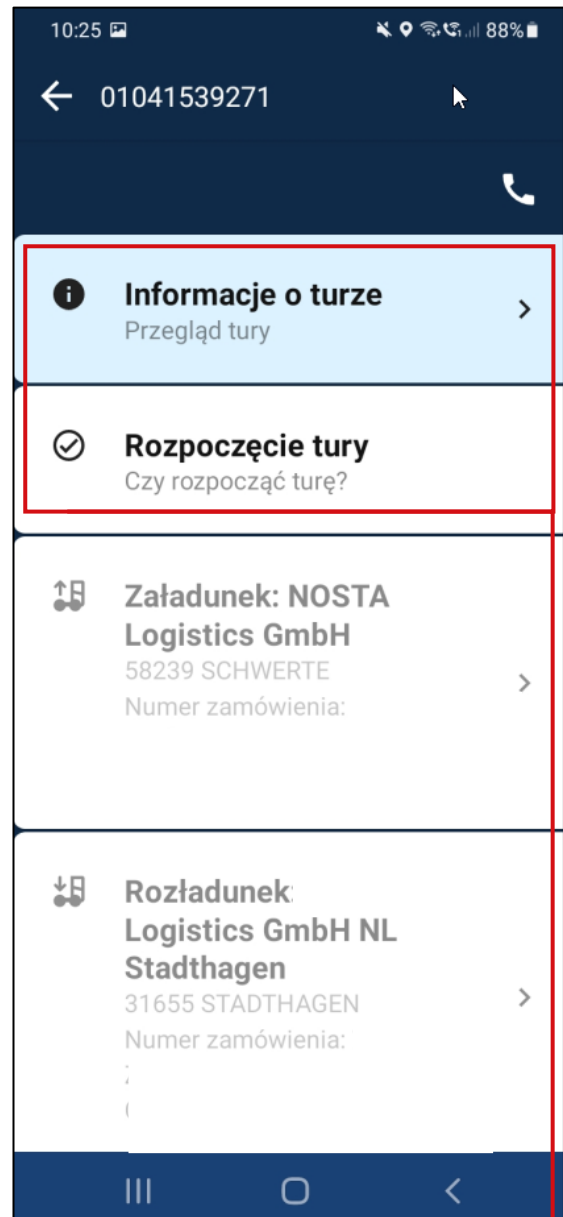 10:25 88%
01041539271
Informacje o turze
Przegląd tury
Rozpoczęcie tury
Czy rozpocząć turę?
Załadunek: NOSTA
Logistics GmbH
58239 SCHWERTE
Numer zamówienia:
Rozładunek:
Logistics GmbH NL
Stadthagen
31655 STADTHAGEN
Numer zamówienia: